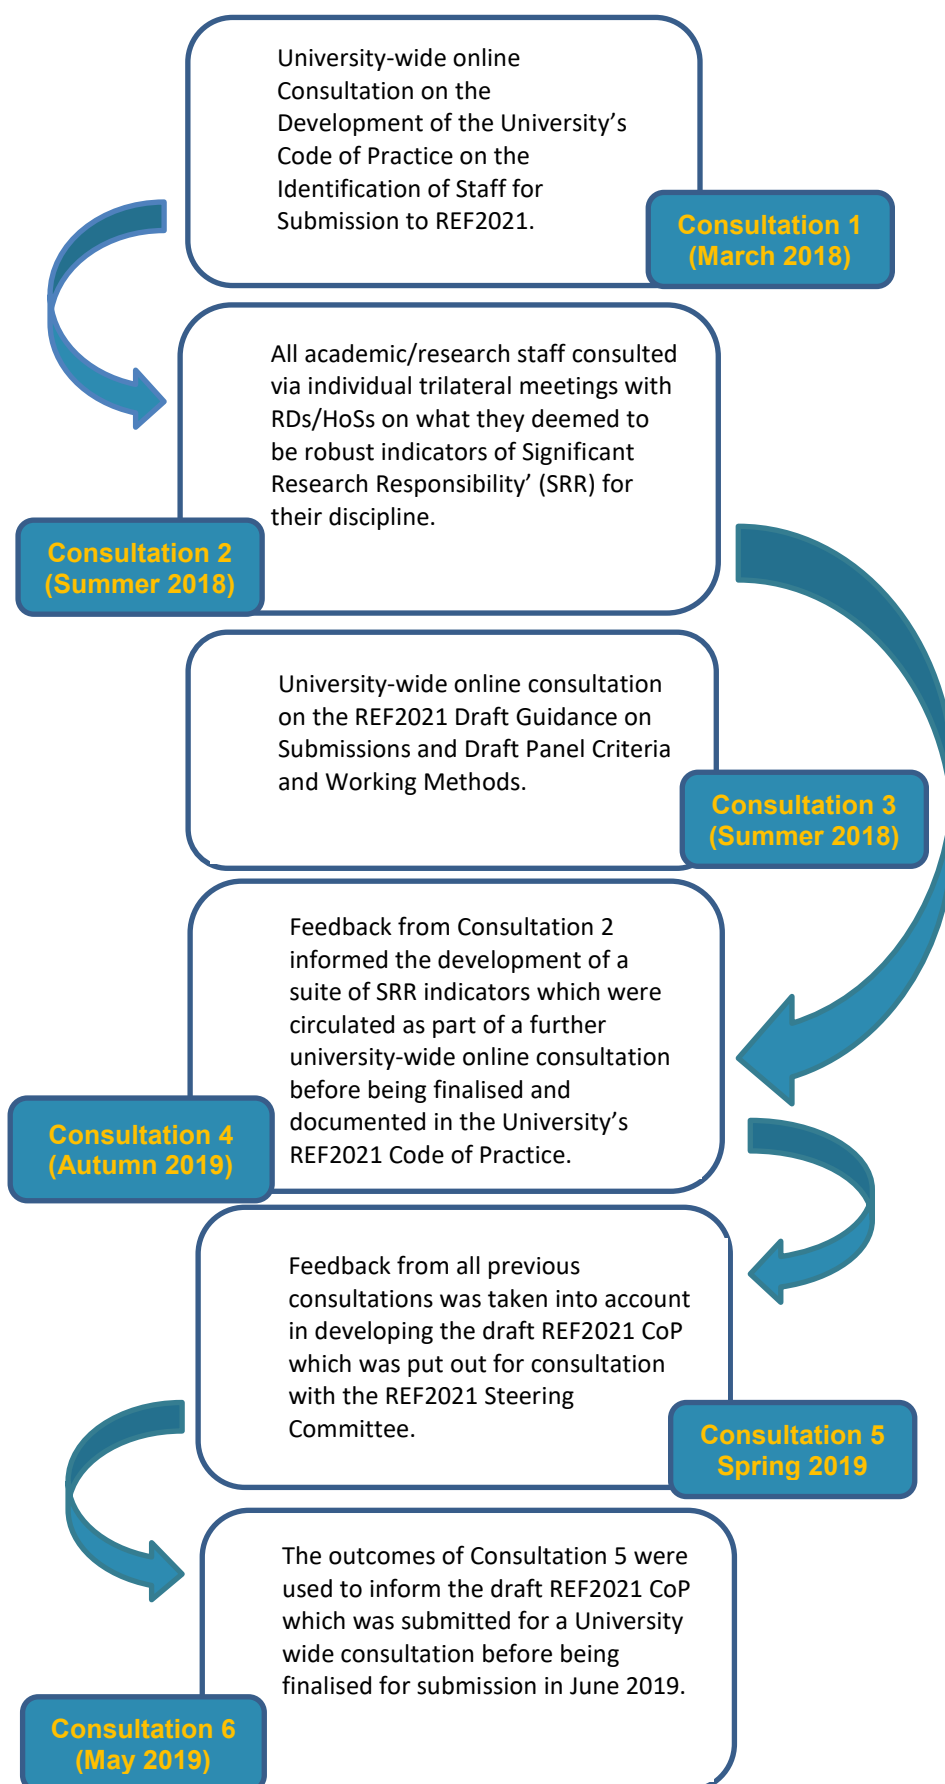 University-wide online
Consultation on the
Development of the University's
Code of Practice on the
Identification of Staff for
Submission to REF2021.
Consultation 1
(March 2018)
All academic/research staff consulted
via individual trilateral meetings with
RDs/HoSs on what they deemed to
be robust indicators of Significant
Research Responsibility’ (SRR) for
their discipline.
Consultation 2
(Summer 2018)
University-wide online consultation
on the REF2021 Draft Guidance on
Submissions and Draft Panel Criteria
and Working Methods.
Consultation 3
(Summer 2018)
Feedback from Consultation 2
informed the development of a
suite of SRR indicators which were
circulated as part of a further
university-wide online consultation
before being finalised and
documented in the University’s
REF2021 Code of Practice.
Consultation 4
(Autumn 2019)
Feedback from all previous
consultations was taken into account
in developing the draft REF2021 CoP
which was put out for consultation
with the REF2021 Steering
Committee.
Consultation 5
Spring 2019
The outcomes of Consultation 5 were
used to inform the draft REF2021 CoP
which was submitted for a University
wide consultation before being
finalised for submission in June 2019.
Consultation 6
(May 2019)